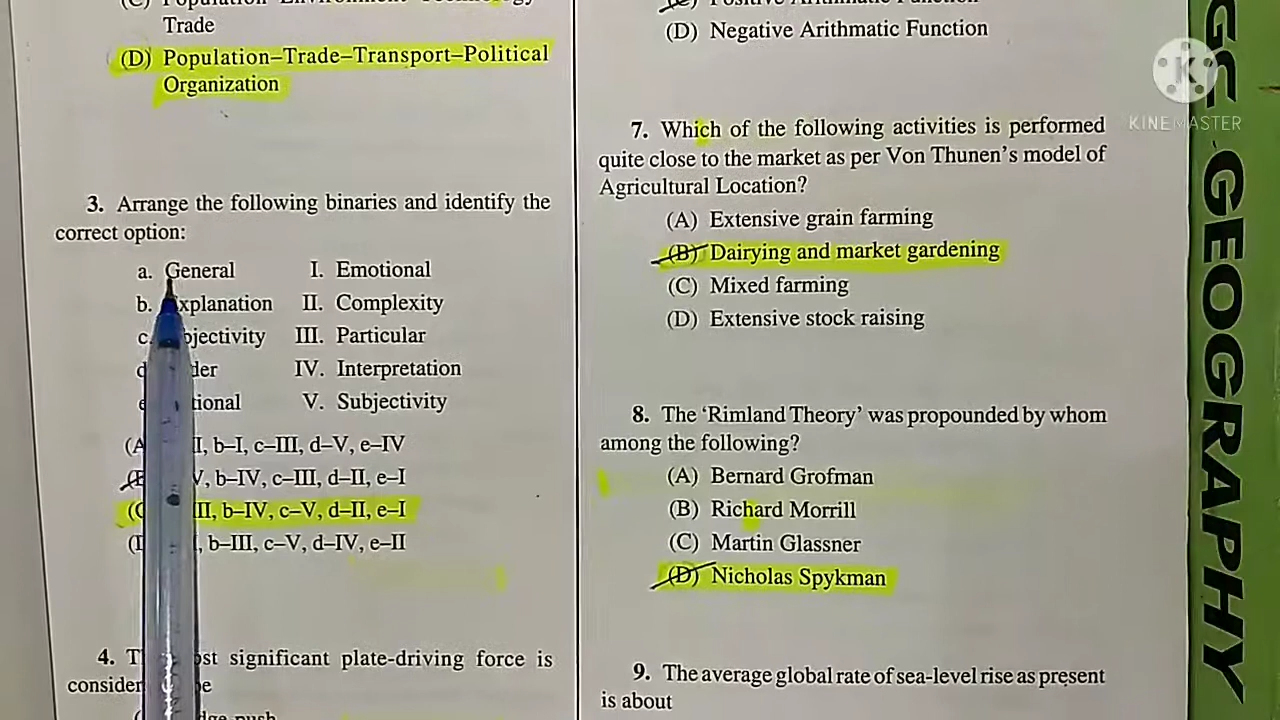 Trade
(D) Population–Trade–Transport–Political
Organization
3. Arrange the following binaries and identify the
correct option:
a. General I. Emotional
b. Explanation II. Complexity
c. bjectivity III. Particular
der IV. Interpretation
tional V. Subjectivity
I, b–I, c–III, d–V, e–IV
V, b–IV, c–III, d–II, e–I
II, b–IV, c–V, d–II, e–I
, b–III, c–V, d–IV, e–II
4. T ost significant plate-driving force is
consider be
(D) Negative Arithmatic Function
7. Which of the following activities is performed
quite close to the market as per Von Thunen's model of
Agricultural Location?
(A) Extensive grain farming
(B) Dairying and market gardening
(C) Mixed farming
(D) Extensive stock raising
8. The 'Rimland Theory' was propounded by whom
among the following?
(A) Bernard Grofman
(B) Richard Morrill
(C) Martin Glassner
(D) Nicholas Spykman
9. The average global rate of sea-level rise as present
is about
GC GEOGRAPHY
K
KINEMASTER